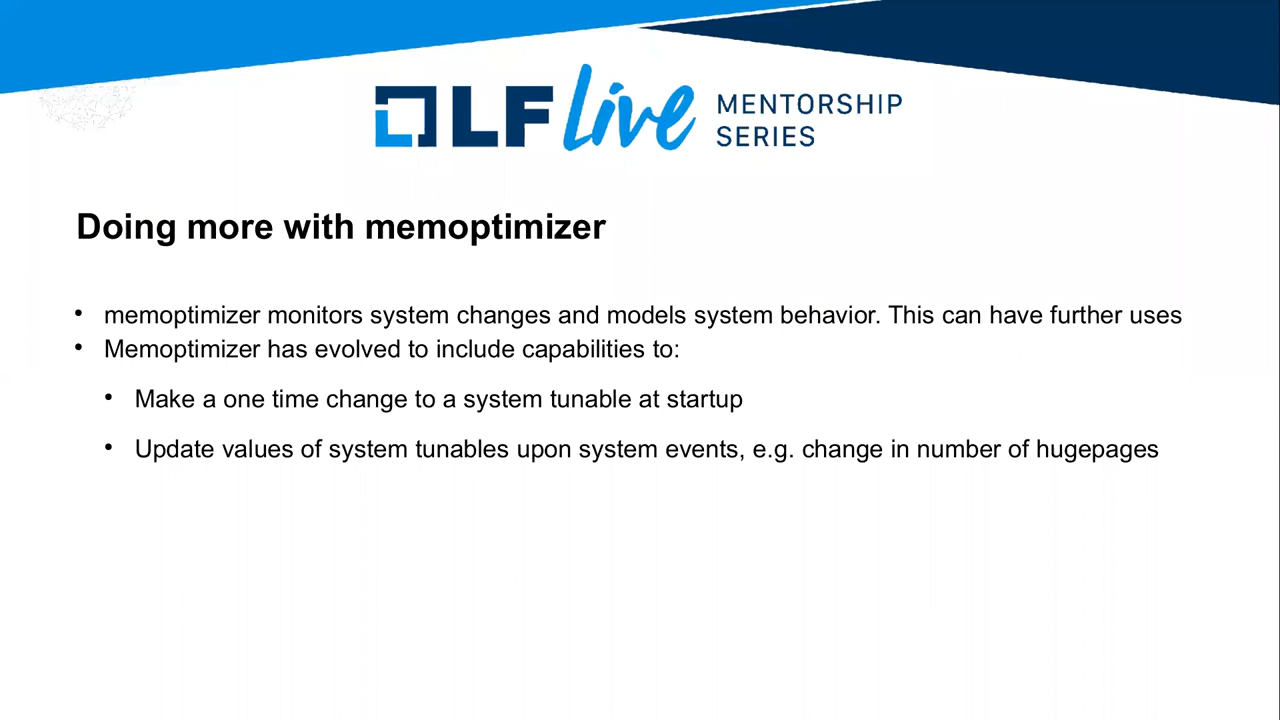 LF Live MENTORSHIP
SERIES
Doing more with memoptimizer
• memoptimizer monitors system changes and models system behavior. This can have further uses
• Memoptimizer has evolved to include capabilities to:
• Make a one time change to a system tunable at startup
• Update values of system tunables upon system events, e.g. change in number of hugepages